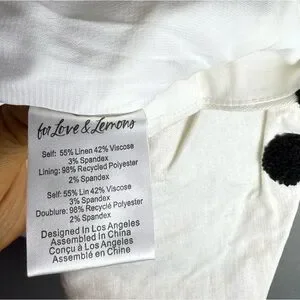 for Love & Lemons
Self: 55% Linen 42% Viscose
3% Spandex
Lining: 98% Recycled Polyester
2% Spandex
Self: 55% Lin 42% Viscose
3% Spandex
Doublure: 98% Recyclé Polyester
2% Spandex
Designed In Los Angeles
Assembled In China
Conçu à Los Angeles
Assemblé en Chine